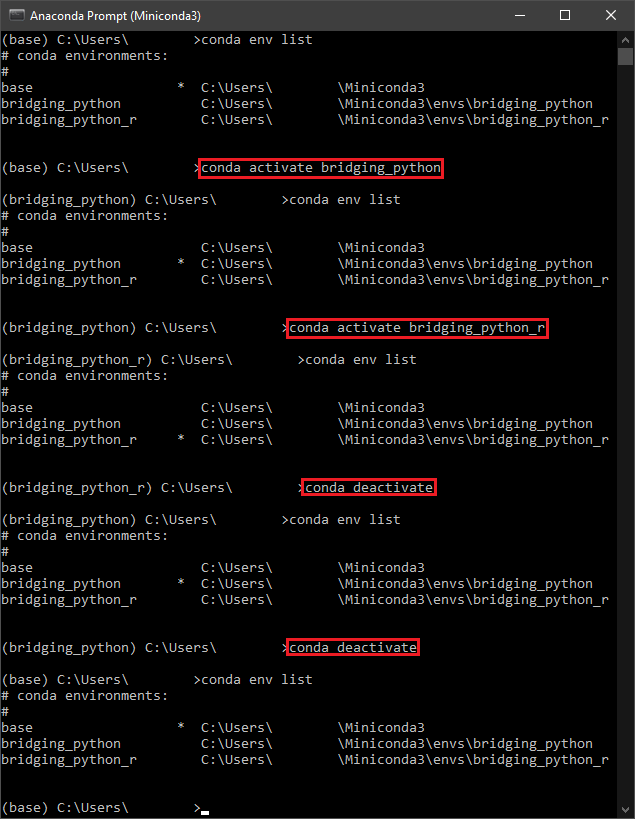 Anaconda Prompt (Miniconda3)
(base) C:\Users\ >conda env list
# conda environments:
#
base * C:\Users\ \Miniconda3
bridging_python C:\Users\ \Miniconda3\envs\bridging_python
bridging_python_r C:\Users\ \Miniconda3\envs\bridging_python_r
(base) C:\Users\ >conda activate bridging_python
(bridging_python) C:\Users\ >conda env list
# conda environments:
#
base C:\Users\ \Miniconda3
bridging_python * C:\Users\ \Miniconda3\envs\bridging_python
bridging_python_r C:\Users\ \Miniconda3\envs\bridging_python_r
(bridging_python) C:\Users\ >conda activate bridging_python_r
(bridging_python_r) C:\Users\ >conda env list
# conda environments:
#
base C:\Users\ \Miniconda3
bridging_python C:\Users\ \Miniconda3\envs\bridging_python
bridging_python_r * C:\Users\ \Miniconda3\envs\bridging_python_r
(bridging_python_r) C:\Users\ >conda deactivate
(bridging_python) C:\Users\ >conda env list
# conda environments:
#
base C:\Users\ \Miniconda3
bridging_python * C:\Users\ \Miniconda3\envs\bridging_python
bridging_python_r C:\Users\ \Miniconda3\envs\bridging_python_r
(bridging_python) C:\Users\ >conda deactivate
(base) C:\Users\ >conda env list
# conda environments:
#
base * C:\Users\ \Miniconda3
bridging_python C:\Users\ \Miniconda3\envs\bridging_python
bridging_python_r C:\Users\ \Miniconda3\envs\bridging_python_r
(base) C:\Users\ >